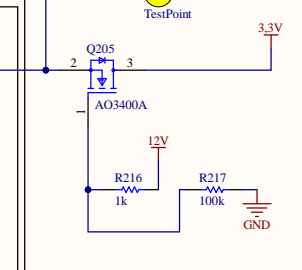 TestPoint
3,3V
Q205
2
3
AO3400A
1
12V
R216
R217
1k
100k
GND